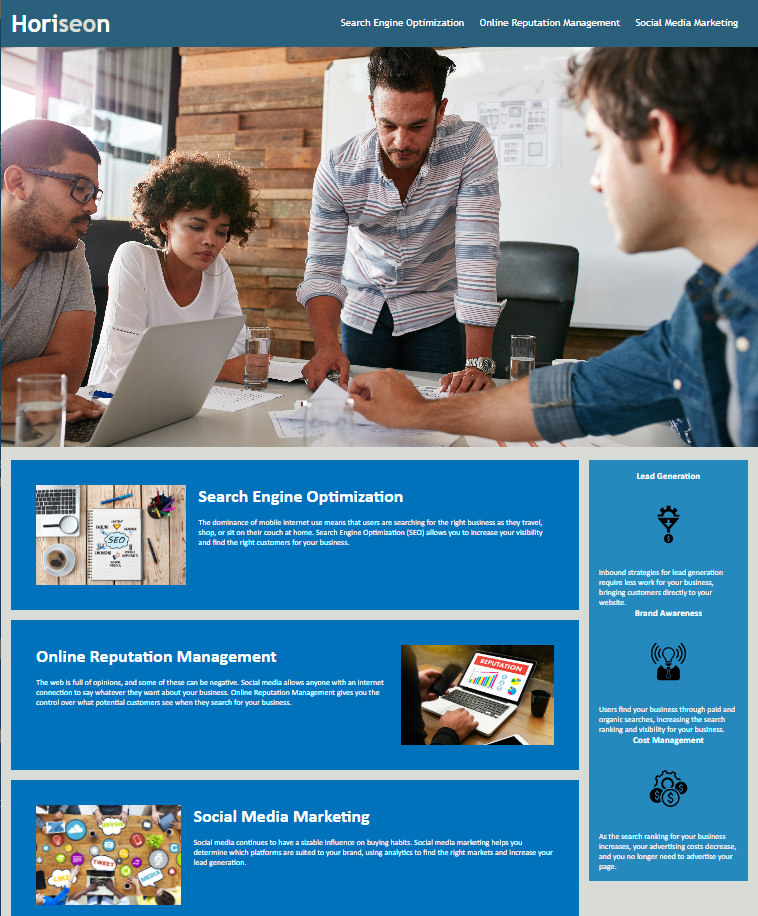 Horiseon
Search Engine Optimization Online Reputation Management Social Media Marketing
Search Engine Optimization
The dominance of mobile internet use means that users are searching for the right business as they travel,
shop, or sit on their couch at home. Search Engine Optimization (SEO) allows you to increase your visibility
and find the right customers for your business.
SEO
Online Reputation Management
The web is full of opinions, and some of these can be negative. Social media allows anyone with an internet
connection to say whatever they want about your business. Online Reputation Management gives you the
control over what potential customers see when they search for your business.
REPUTATION
Social Media Marketing
Social media continues to have a sizable influence on buying habits. Social media marketing helps you
determine which platforms are suited to your brand, using analytics to find the right markets and increase your
lead generation.
TWEET
LIKE
MEDIA
Lead Generation
Inbound strategies for lead generation
require less work for your business,
bringing customers directly to your
website.
Brand Awareness
Users find your business through paid and
organic searches, increasing the search
ranking and visibility for your business.
Cost Management
As the search ranking for your business
increases, your advertising costs decrease,
and you no longer need to advertise your
page.